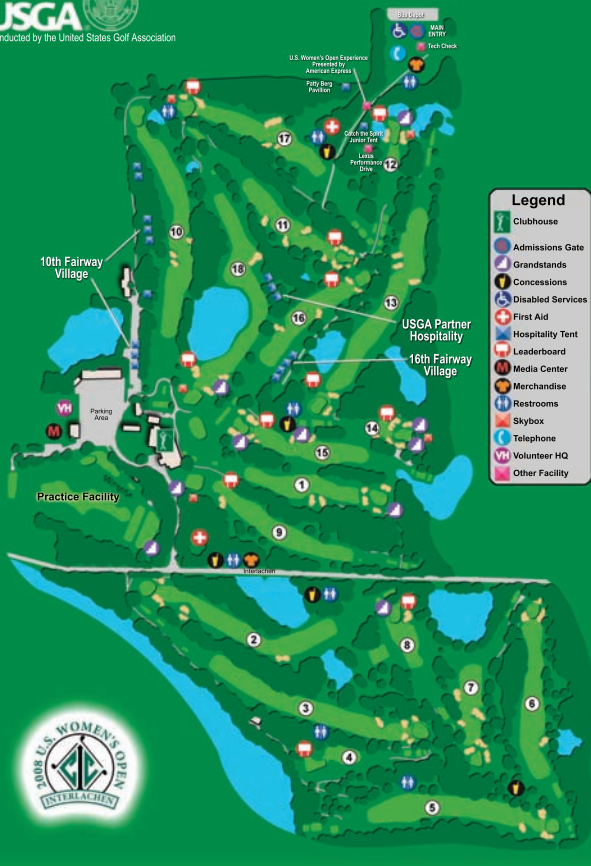 USGA
nducted by the United States Golf Association
Bus Depot
MAIN
ENTRY
Tech Check
U.S. Women's Open Experience
Presented by
American Express
Patty Berg
Pavillion
17
Catch the Spirit
Junior Tent
Lexus
Performance
Drive
12
11
10
18
10th Fairway
Village
13
16
USGA Partner
Hospitality
16th Fairway
Village
Legend
Clubhouse
Admissions Gate
Grandstands
Concessions
Disabled Services
First Aid
Hospitality Tent
Leaderboard
M
Media Center
Merchandise
Restrooms
Skybox
Telephone
VH
Volunteer HQ
Other Facility
VH
Parking
Area
M
14
15
Practice Facility
1
9
Interlachen
2
8
7
6
3
4
5
2008 U.S. WOMEN'S OPEN
INTERLACHEN